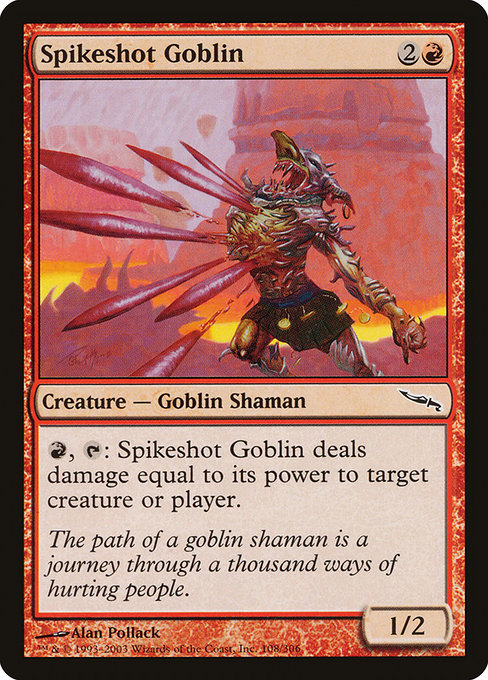 Spikeshot Goblin 2
Creature — Goblin Shaman
, : Spikeshot Goblin deals
damage equal to its power to target
creature or player.
The path of a goblin shaman is a
journey through a thousand ways of
hurting people.
Alan Pollack
1/2
™ & © 1993–2003 Wizards of the Coast, Inc. 108/306